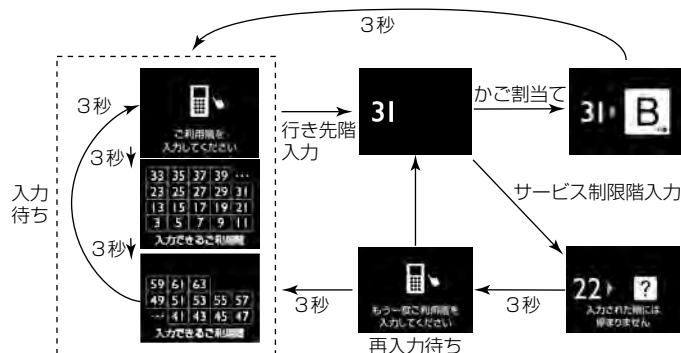 3秒
3秒
ご利用階を
入力してください
行き先階
入力
31
かご割当て
31
B
3秒
33 35 37 39 …
23 25 27 29 31
13 15 17 19 21
3 5 7 9 11
入力できるご利用階
入力
待ち
サービス制限階入力
3秒
59 61 63
49 51 53 55 57
… 41 43 45 47
入力できるご利用階
3秒
もう一度ご利用階を
入力してください
再入力待ち
3秒
22 ?
入力された階には
停まりません